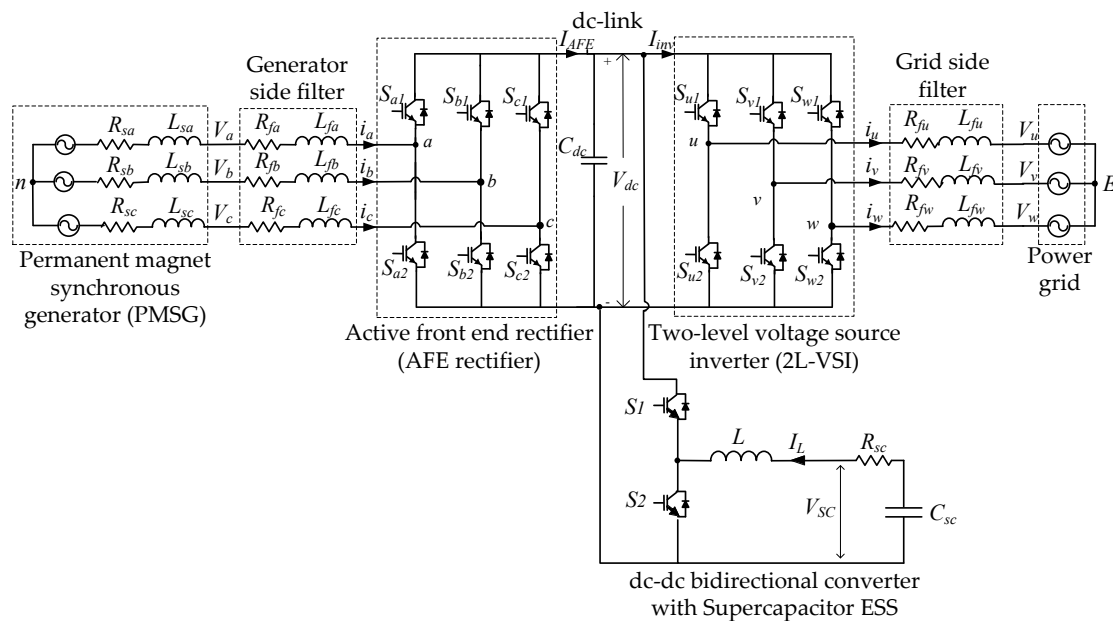 dc-link
I_AFE
I_inv
+
Generator
side filter
Grid side
filter
S_a1
S_b1
S_c1
S_u1
S_v1
S_w1
R_sa
L_sa
V_a
R_fa
L_fa
i_a
a
C_dc
V_dc
u
i_u
R_fu
L_fu
V_u
n
R_sb
L_sb
V_b
R_fb
L_fb
i_b
b
v
i_v
R_fv
L_fv
V_v
E
R_sc
L_sc
V_c
R_fc
L_fc
i_c
c
w
i_w
R_fw
L_fw
V_w
S_a2
S_b2
S_c2
S_u2
S_v2
S_w2
-
Permanent magnet
synchronous
generator (PMSG)
Power
grid
Active front end rectifier
(AFE rectifier)
Two-level voltage source
inverter (2L-VSI)
S1
L
I_L
R_sc
S2
V_SC
C_sc
dc-dc bidirectional converter
with Supercapacitor ESS